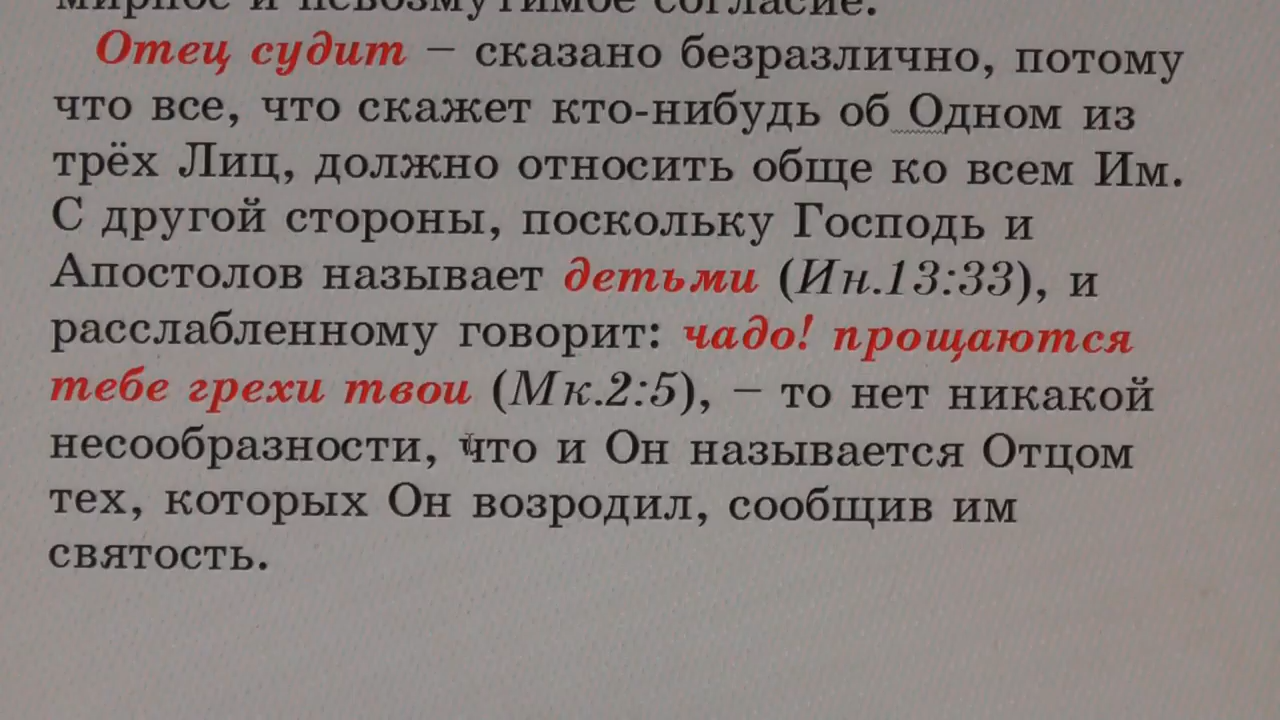 мирное и невозмутимое согласие.
Отец судит – сказано безразлично, потому
что все, что скажет кто-нибудь об Одном из
трёх Лиц, должно относить обще ко всем Им.
С другой стороны, поскольку Господь и
Апостолов называет детьми (Ин.13:33), и
расслабленному говорит: чадо! прощаются
тебе грехи твои (Мк.2:5), – то нет никакой
несообразности, что и Он называется Отцом
тех, которых Он возродил, сообщив им
святость.